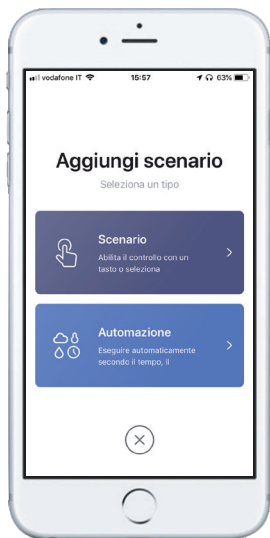 vodafone IT 15:57 63%
Aggiungi scenario
Seleziona un tipo
Scenario
Abilita il controllo con un
tasto o seleziona
Automazione
Eseguire automaticamente
secondo il tempo, il